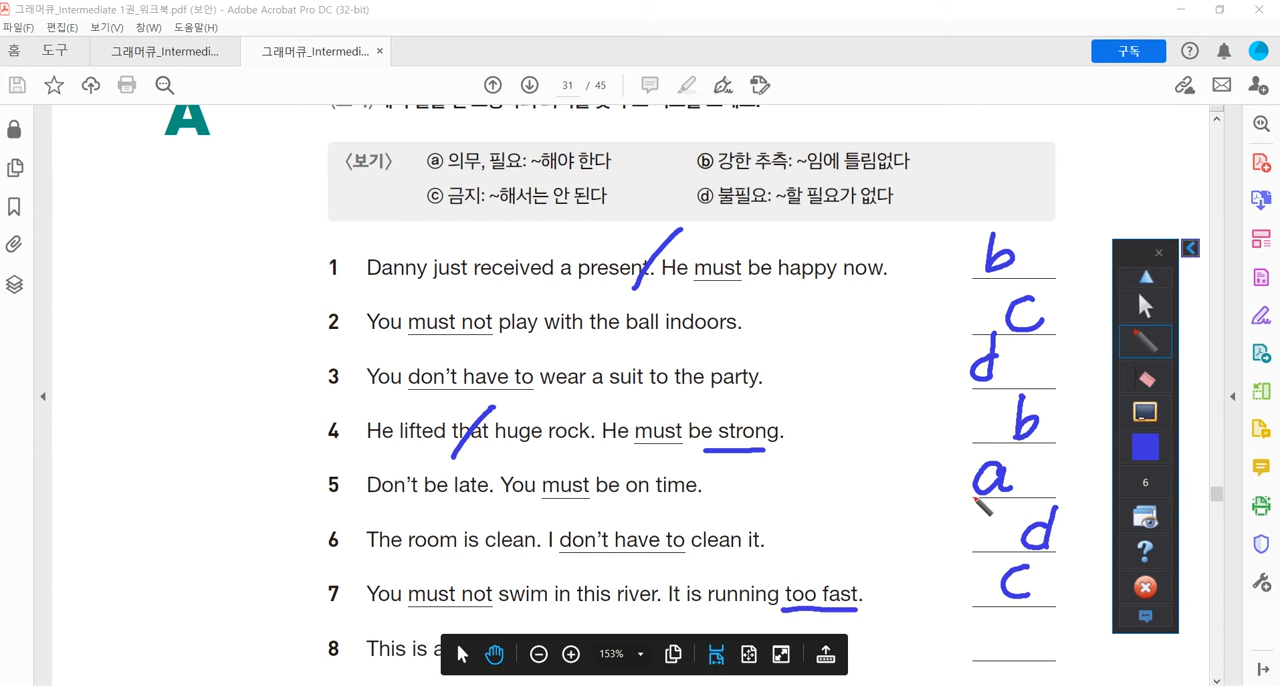 그래머큐_Intermediate 1권_워크북.pdf (보안) - Adobe Acrobat Pro DC (32-bit)
파일(F) 편집(E) 보기(V) 창(W) 도움말(H)
홈 도구 그래머큐_Intermedi... 그래머큐_Intermedi... × 구독
31 / 45
A
〈보기〉 ⓐ 의무, 필요: ~해야 한다 ⓑ 강한 추측: ~임에 틀림없다
ⓒ 금지: ~해서는 안 된다 ⓓ 불필요: ~할 필요가 없다
1 Danny just received a present. He must be happy now. b
2 You must not play with the ball indoors. c
3 You don't have to wear a suit to the party. d
4 He lifted that huge rock. He must be strong. b
5 Don't be late. You must be on time. a
6 The room is clean. I don't have to clean it. d
7 You must not swim in this river. It is running too fast. c
8 This is a
6
153%